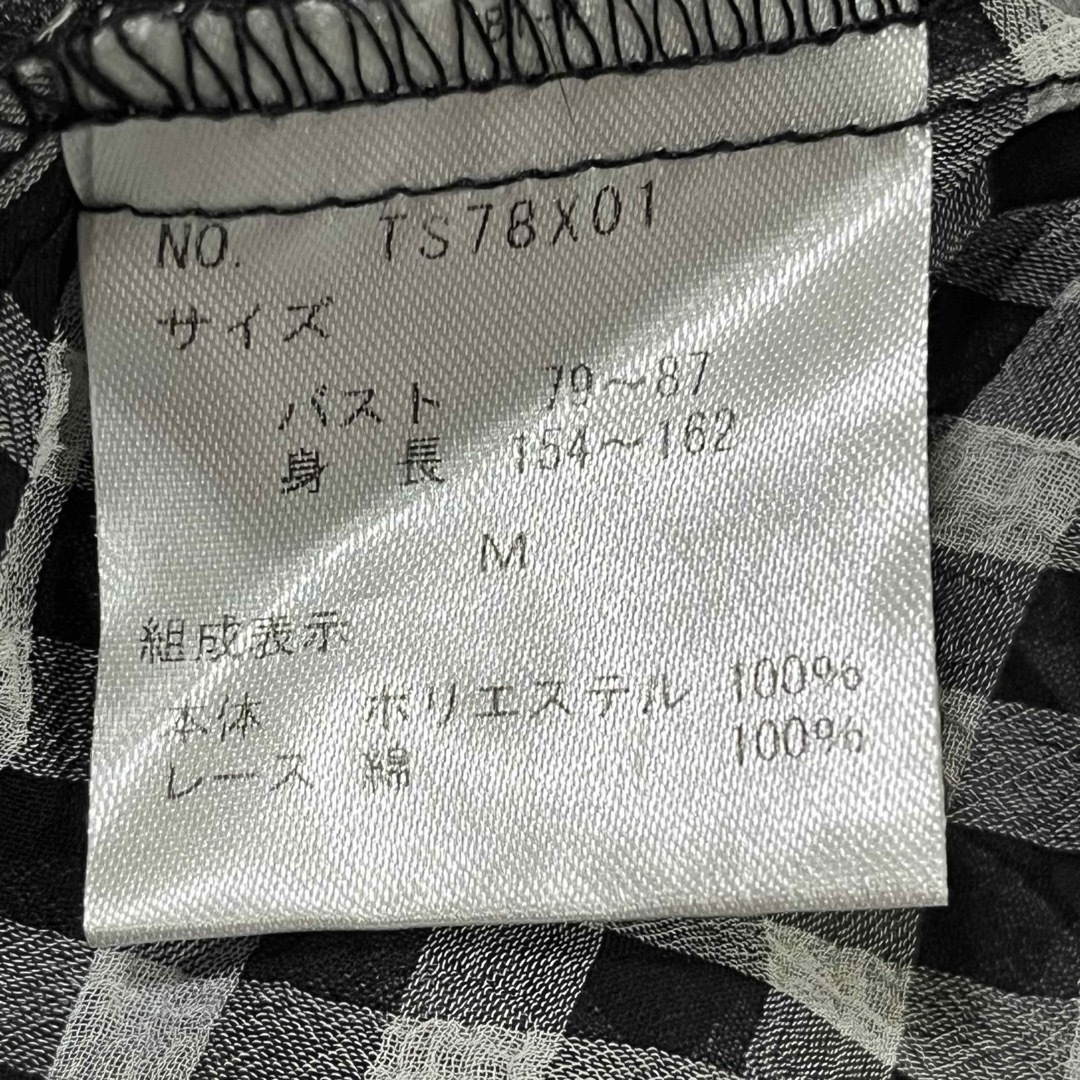 NO. TS78X01
サイズ
バスト 79～87
身長 154～162
M
組成表示
本体 ポリエステル 100%
レース 綿 100%